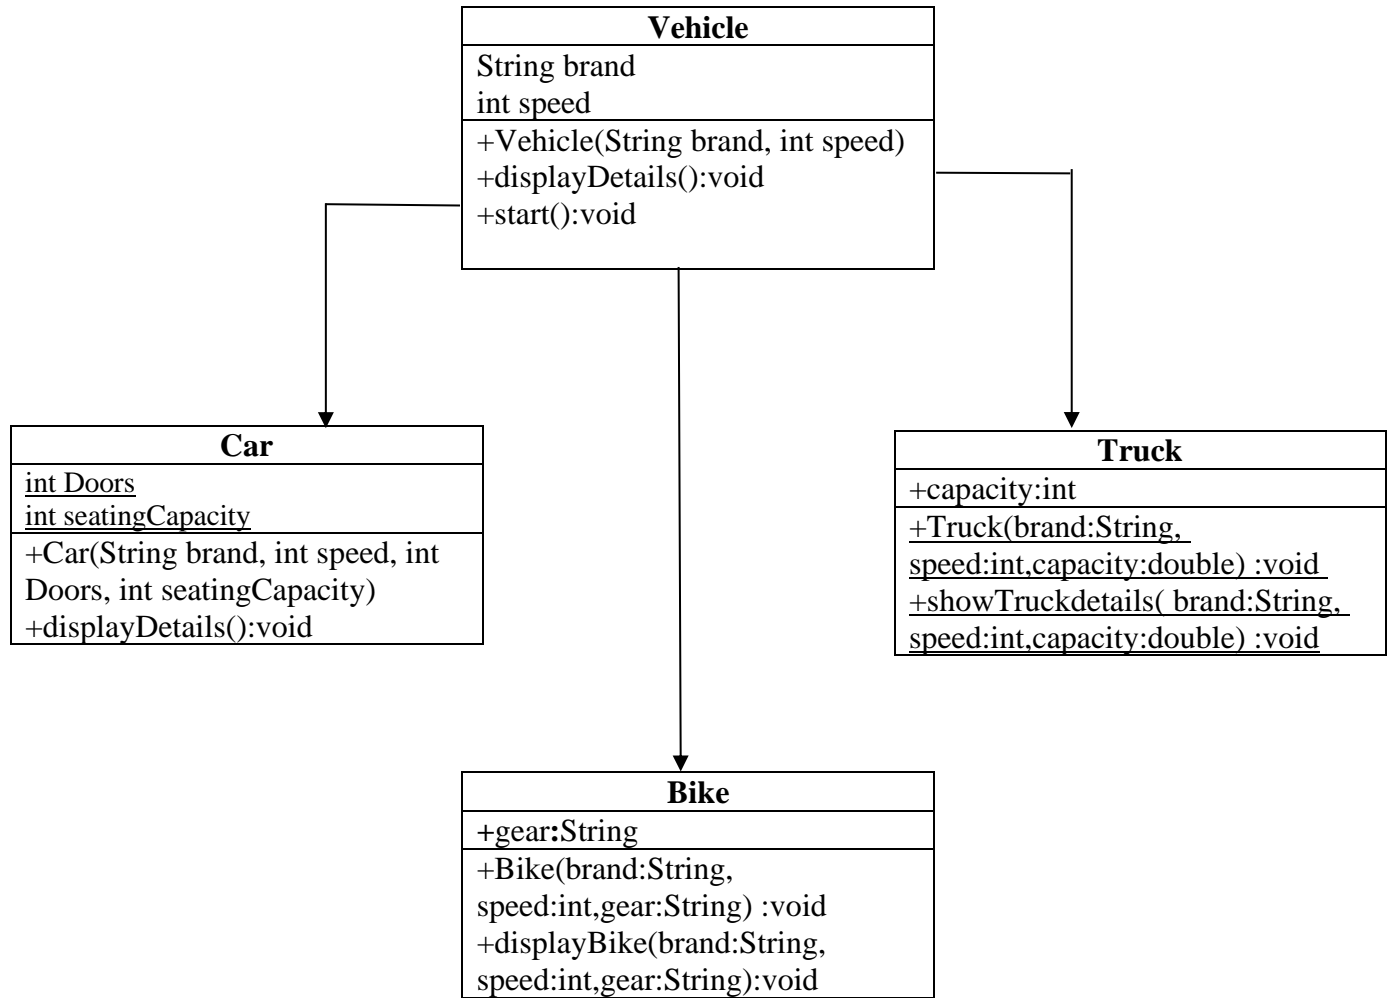 Vehicle
String brand
int speed
+Vehicle(String brand, int speed)
+displayDetails():void
+start():void
Car
int Doors
int seatingCapacity
+Car(String brand, int speed, int
Doors, int seatingCapacity)
+displayDetails():void
Truck
+capacity:int
+Truck(brand:String,
speed:int,capacity:double) :void
+showTruckdetails( brand:String,
speed:int,capacity:double) :void
Bike
+gear:String
+Bike(brand:String,
speed:int,gear:String) :void
+displayBike(brand:String,
speed:int,gear:String):void